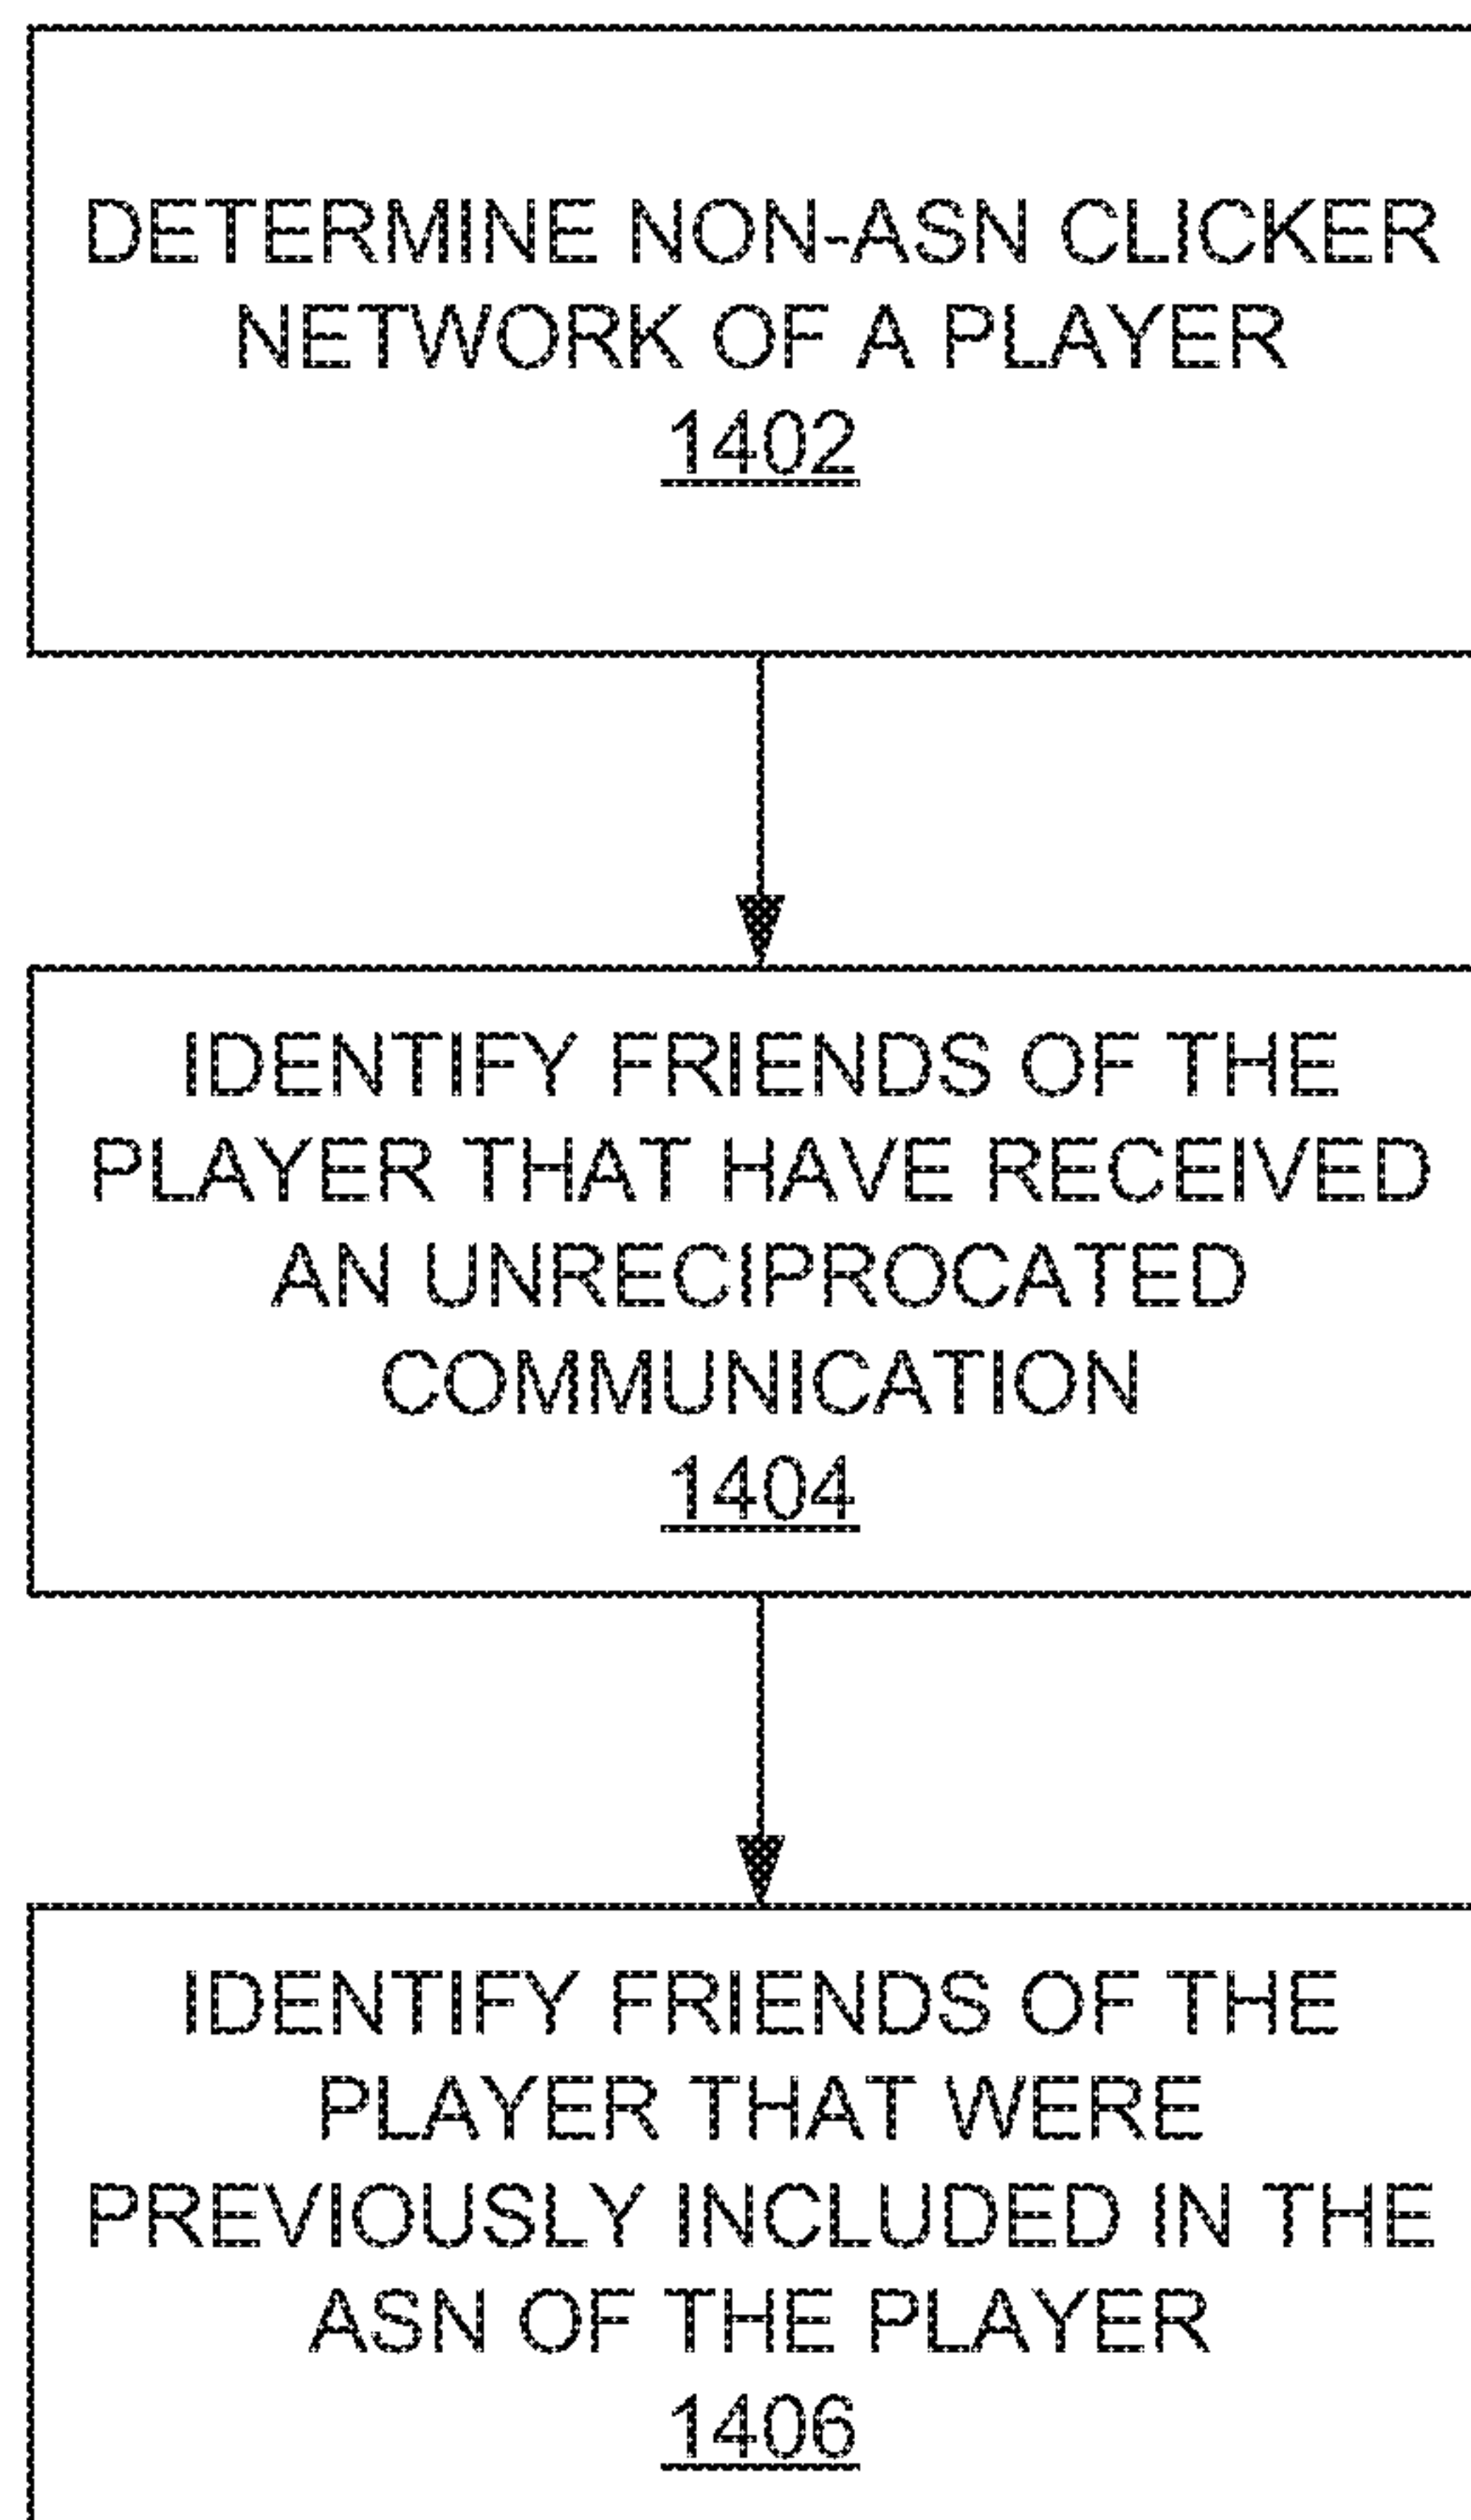 DETERMINE NON-ASN CLICKER
NETWORK OF A PLAYER
1402
IDENTIFY FRIENDS OF THE
PLAYER THAT HAVE RECEIVED
AN UNRECIPROCATED
COMMUNICATION
1404
IDENTIFY FRIENDS OF THE
PLAYER THAT WERE
PREVIOUSLY INCLUDED IN THE
ASN OF THE PLAYER
1406